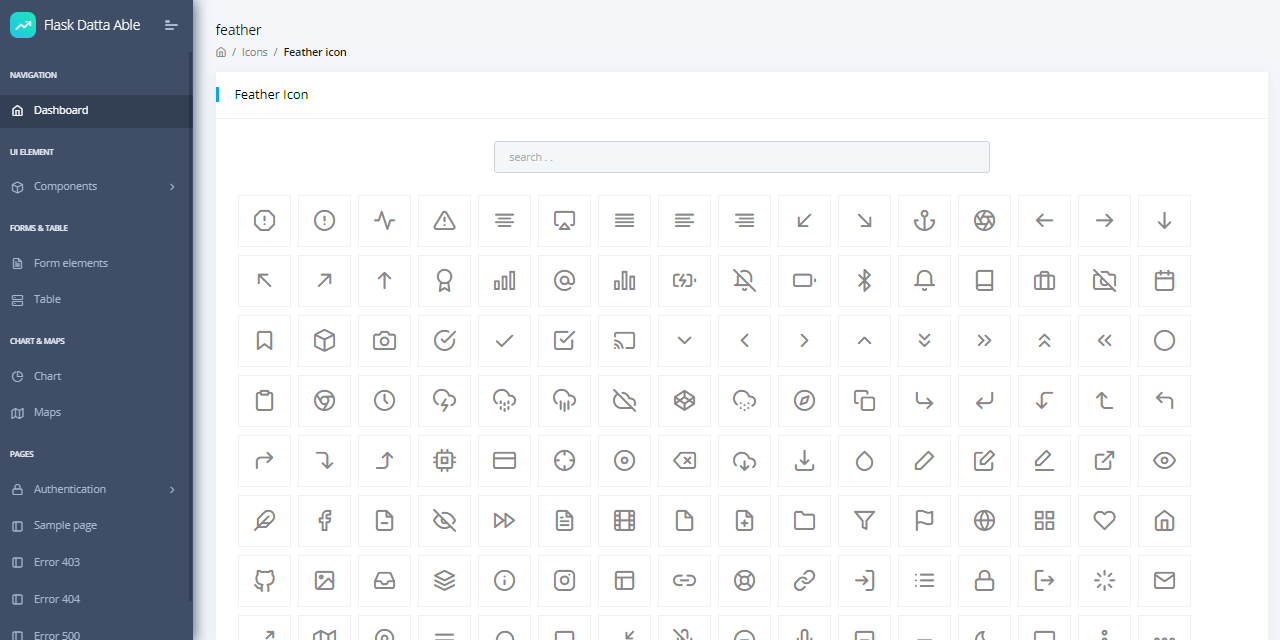 Flask Datta Able
NAVIGATION
Dashboard
UI ELEMENT
Components
FORMS & TABLE
Form elements
Table
CHART & MAPS
Chart
Maps
PAGES
Authentication
Sample page
Error 403
Error 404
Error 500
feather
/ Icons / Feather icon
Feather Icon
search . .